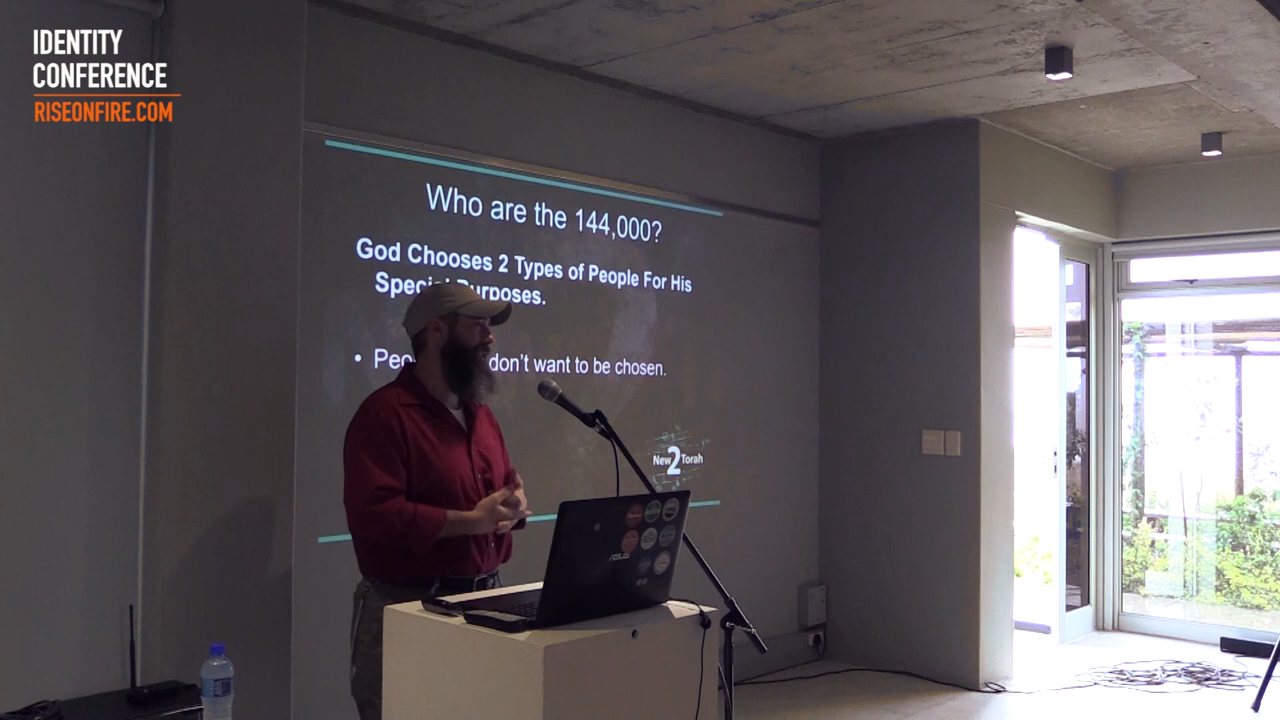 IDENTITY
CONFERENCE
RISEONFIRE.COM
Who are the 144,000?
God Chooses 2 Types of People For His
Purposes.
• don't want to be chosen.
New 2 Torah
ASUS